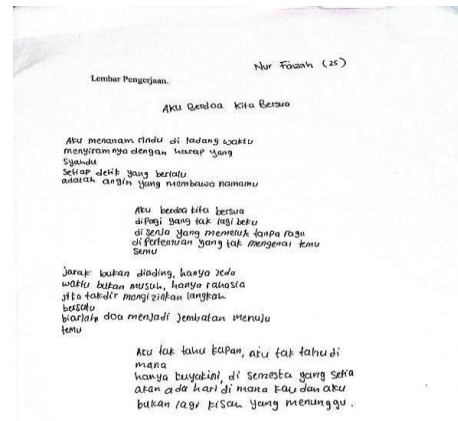 Nur Faizah (25)
Lembar Pengerjaan.
Aku Berdoa Kita Bersua
Aku menanam rindu di ladang waktu
menyiramnya dengan harap yang
syahdu
Setiap detik yang berlalu
adalah angin yang membawa namamu
Aku berdoa kita bersua
di pagi yang tak lagi beku
di senja yang memeluk tanpa ragu
di pertemuan yang tak mengenal temu
semu
Jarak bukan dinding, hanya jeda
waktu bukan musuh, hanya rahasia
jika takdir mengizinkan langkah
bersatu
biarlah doa menjadi jembatan menuju
temu
Aku tak tahu kapan, aku tak tahu di
mana
hanya kuyakini, di semesta yang setia
akan ada hari di mana kau dan aku
bukan lagi kisah yang menunggu.